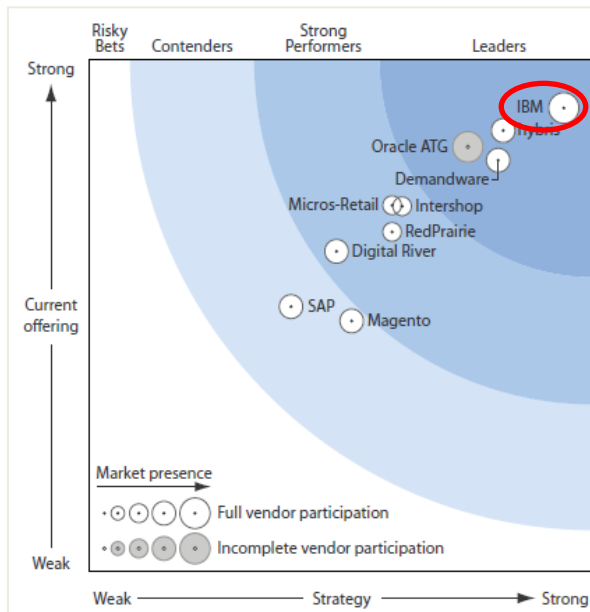 Risky
Bets
Contenders
Strong
Performers
Leaders
Strong
IBM
hybris
Oracle ATG
Demandware
Micros-Retail
Intershop
RedPrairie
Digital River
Current
offering
SAP
Magento
Market presence
Full vendor participation
Incomplete vendor participation
Weak
Weak
Strategy
Strong